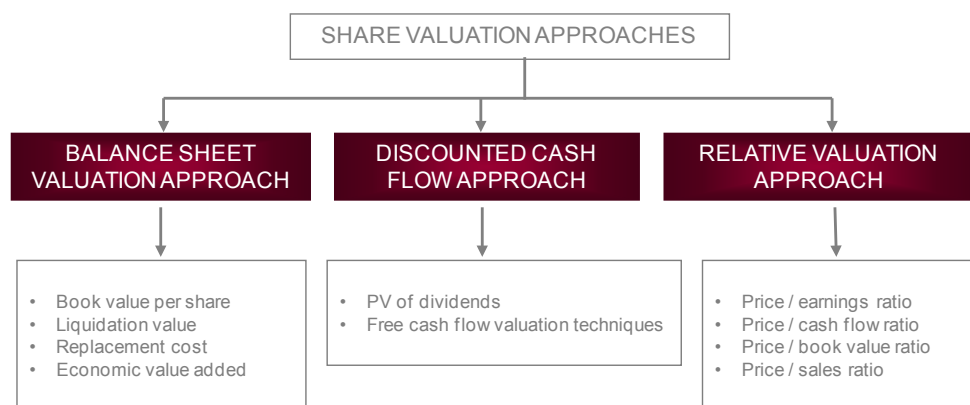 SHARE VALUATION APPROACHES
BALANCE SHEET
VALUATION APPROACH
DISCOUNTED CASH
FLOW APPROACH
RELATIVE VALUATION
APPROACH
• Book value per share
• Liquidation value
• Replacement cost
• Economic value added
• PV of dividends
• Free cash flow valuation techniques
• Price / earnings ratio
• Price / cash flow ratio
• Price / book value ratio
• Price / sales ratio